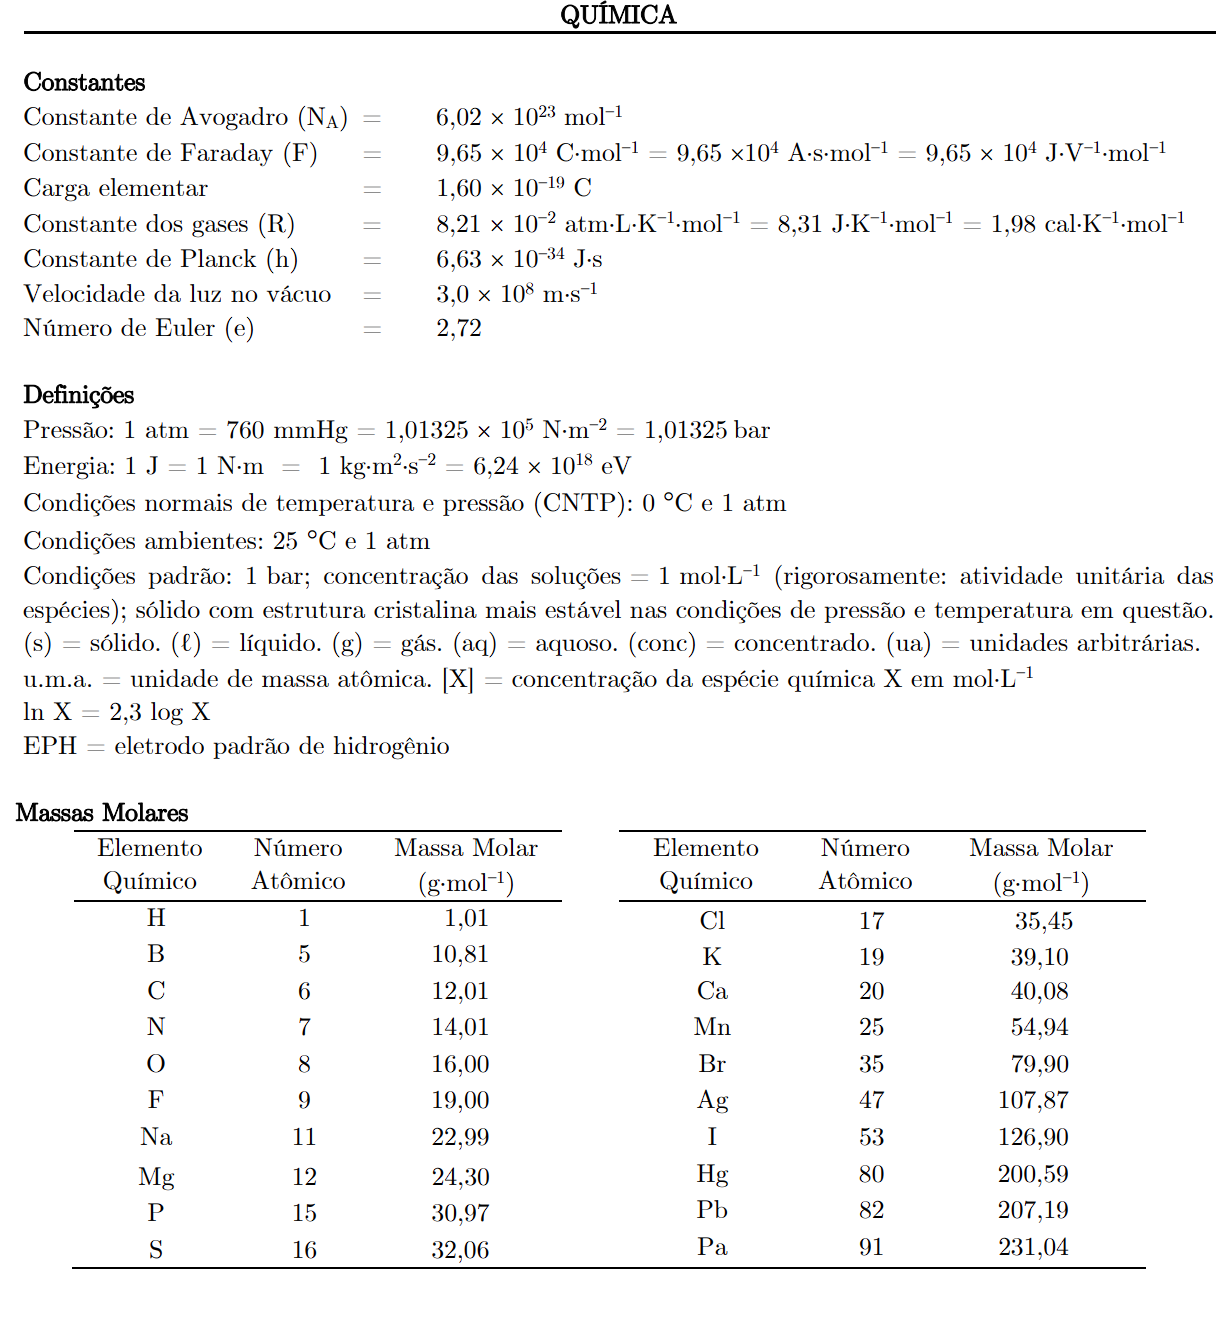 QUÍMICA
Constantes
Constante de Avogadro (N_A) = 6,02 × 10²³ mol⁻¹
Constante de Faraday (F) = 9,65 × 10⁴ C·mol⁻¹ = 9,65 ×10⁴ A·s·mol⁻¹ = 9,65 × 10⁴ J·V⁻¹·mol⁻¹
Carga elementar = 1,60 × 10⁻¹⁹ C
Constante dos gases (R) = 8,21 × 10⁻² atm·L·K⁻¹·mol⁻¹ = 8,31 J·K⁻¹·mol⁻¹ = 1,98 cal·K⁻¹·mol⁻¹
Constante de Planck (h) = 6,63 × 10⁻³⁴ J·s
Velocidade da luz no vácuo = 3,0 × 10⁸ m·s⁻¹
Número de Euler (e) = 2,72
Definições
Pressão: 1 atm = 760 mmHg = 1,01325 × 10⁵ N·m⁻² = 1,01325 bar
Energia: 1 J = 1 N·m = 1 kg·m²·s⁻² = 6,24 × 10¹⁸ eV
Condições normais de temperatura e pressão (CNTP): 0 °C e 1 atm
Condições ambientes: 25 °C e 1 atm
Condições padrão: 1 bar; concentração das soluções = 1 mol·L⁻¹ (rigorosamente: atividade unitária das
espécies); sólido com estrutura cristalina mais estável nas condições de pressão e temperatura em questão.
(s) = sólido. (ℓ) = líquido. (g) = gás. (aq) = aquoso. (conc) = concentrado. (ua) = unidades arbitrárias.
u.m.a. = unidade de massa atômica. [X] = concentração da espécie química X em mol·L⁻¹
ln X = 2,3 log X
EPH = eletrodo padrão de hidrogênio
Massas Molares
Elemento Número Massa Molar Elemento Número Massa Molar
Químico Atômico (g·mol⁻¹) Químico Atômico (g·mol⁻¹)
H 1 1,01 Cl 17 35,45
B 5 10,81 K 19 39,10
C 6 12,01 Ca 20 40,08
N 7 14,01 Mn 25 54,94
O 8 16,00 Br 35 79,90
F 9 19,00 Ag 47 107,87
Na 11 22,99 I 53 126,90
Mg 12 24,30 Hg 80 200,59
P 15 30,97 Pb 82 207,19
S 16 32,06 Pa 91 231,04